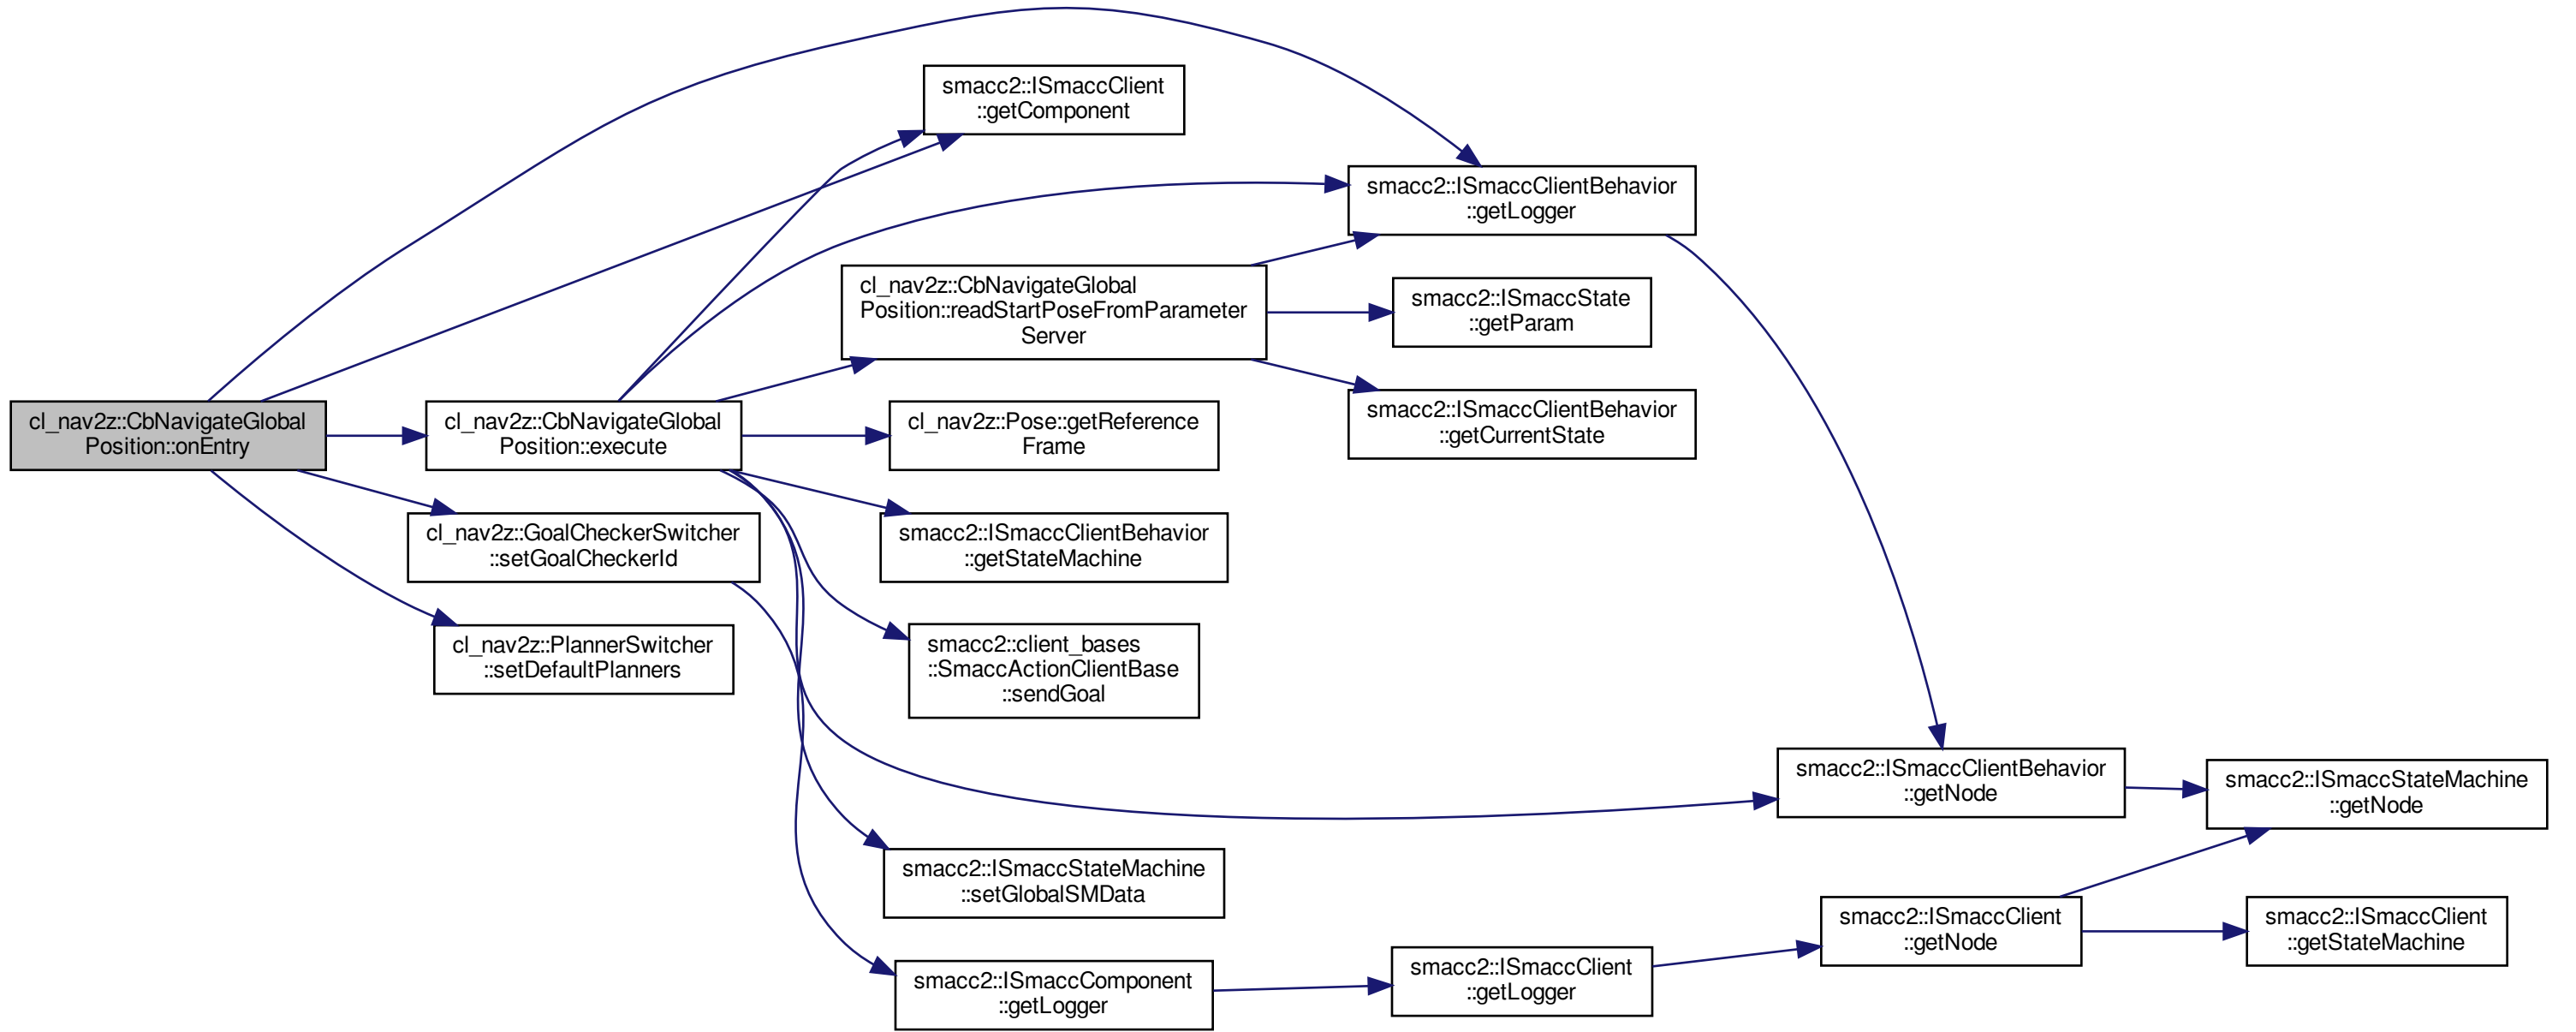 smacc2::ISmaccClient
::getComponent
smacc2::ISmaccClientBehavior
::getLogger
cl_nav2z::CbNavigateGlobal
Position::readStartPoseFromParameter
Server
smacc2::ISmaccState
::getParam
smacc2::ISmaccClientBehavior
::getCurrentState
cl_nav2z::CbNavigateGlobal
Position::onEntry
cl_nav2z::CbNavigateGlobal
Position::execute
cl_nav2z::Pose::getReference
Frame
cl_nav2z::GoalCheckerSwitcher
::setGoalCheckerId
smacc2::ISmaccClientBehavior
::getStateMachine
cl_nav2z::PlannerSwitcher
::setDefaultPlanners
smacc2::client_bases
::SmaccActionClientBase
::sendGoal
smacc2::ISmaccClientBehavior
::getNode
smacc2::ISmaccStateMachine
::getNode
smacc2::ISmaccStateMachine
::setGlobalSMData
smacc2::ISmaccClient
::getNode
smacc2::ISmaccClient
::getStateMachine
smacc2::ISmaccComponent
::getLogger
smacc2::ISmaccClient
::getLogger